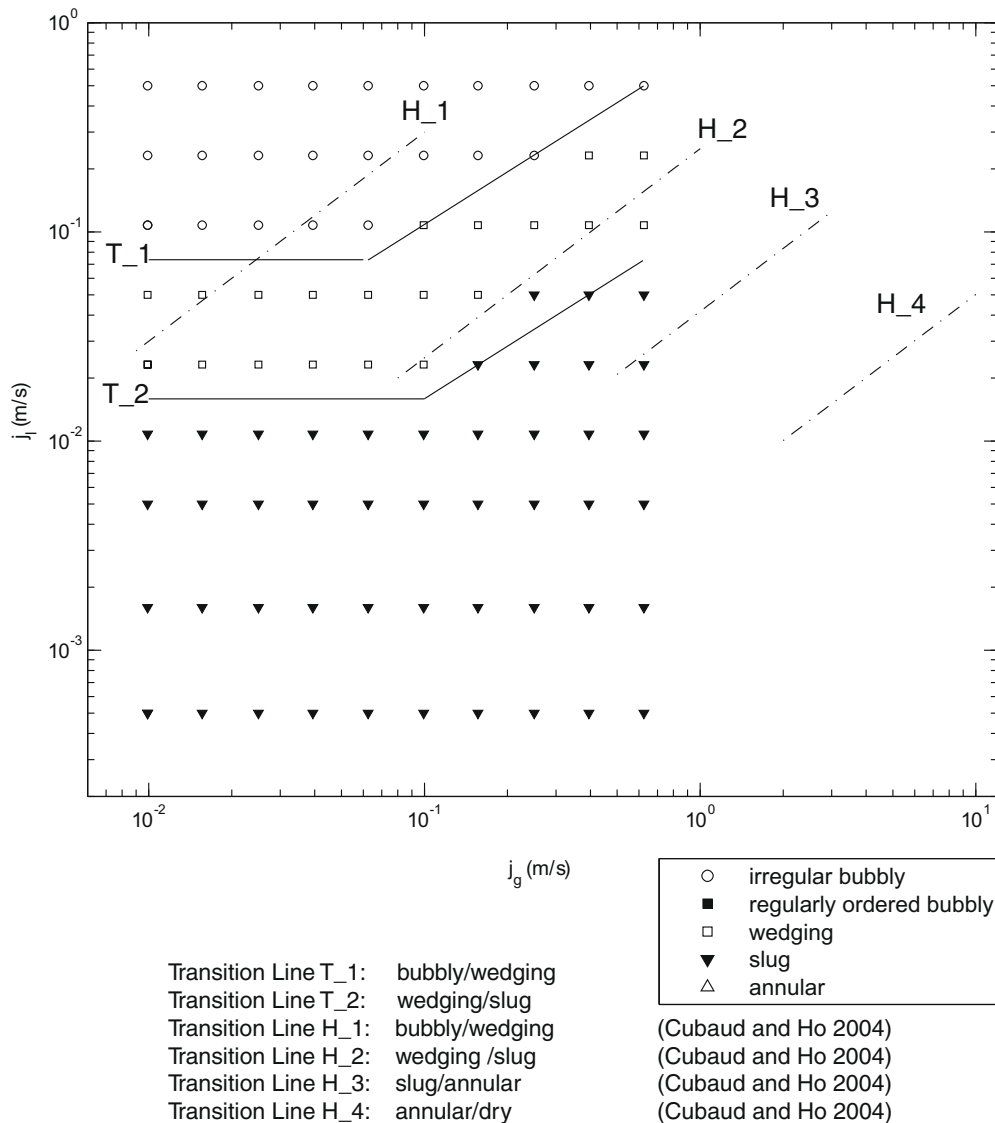 10^0
H_1
H_2
10^-1
H_3
T_1
H_4
T_2
j_l (m/s)
10^-2
10^-3
10^-2 10^-1 10^0 10^1
j_g (m/s)
irregular bubbly
regularly ordered bubbly
wedging
slug
annular
Transition Line T_1: bubbly/wedging
Transition Line T_2: wedging/slug
Transition Line H_1: bubbly/wedging (Cubaud and Ho 2004)
Transition Line H_2: wedging /slug (Cubaud and Ho 2004)
Transition Line H_3: slug/annular (Cubaud and Ho 2004)
Transition Line H_4: annular/dry (Cubaud and Ho 2004)